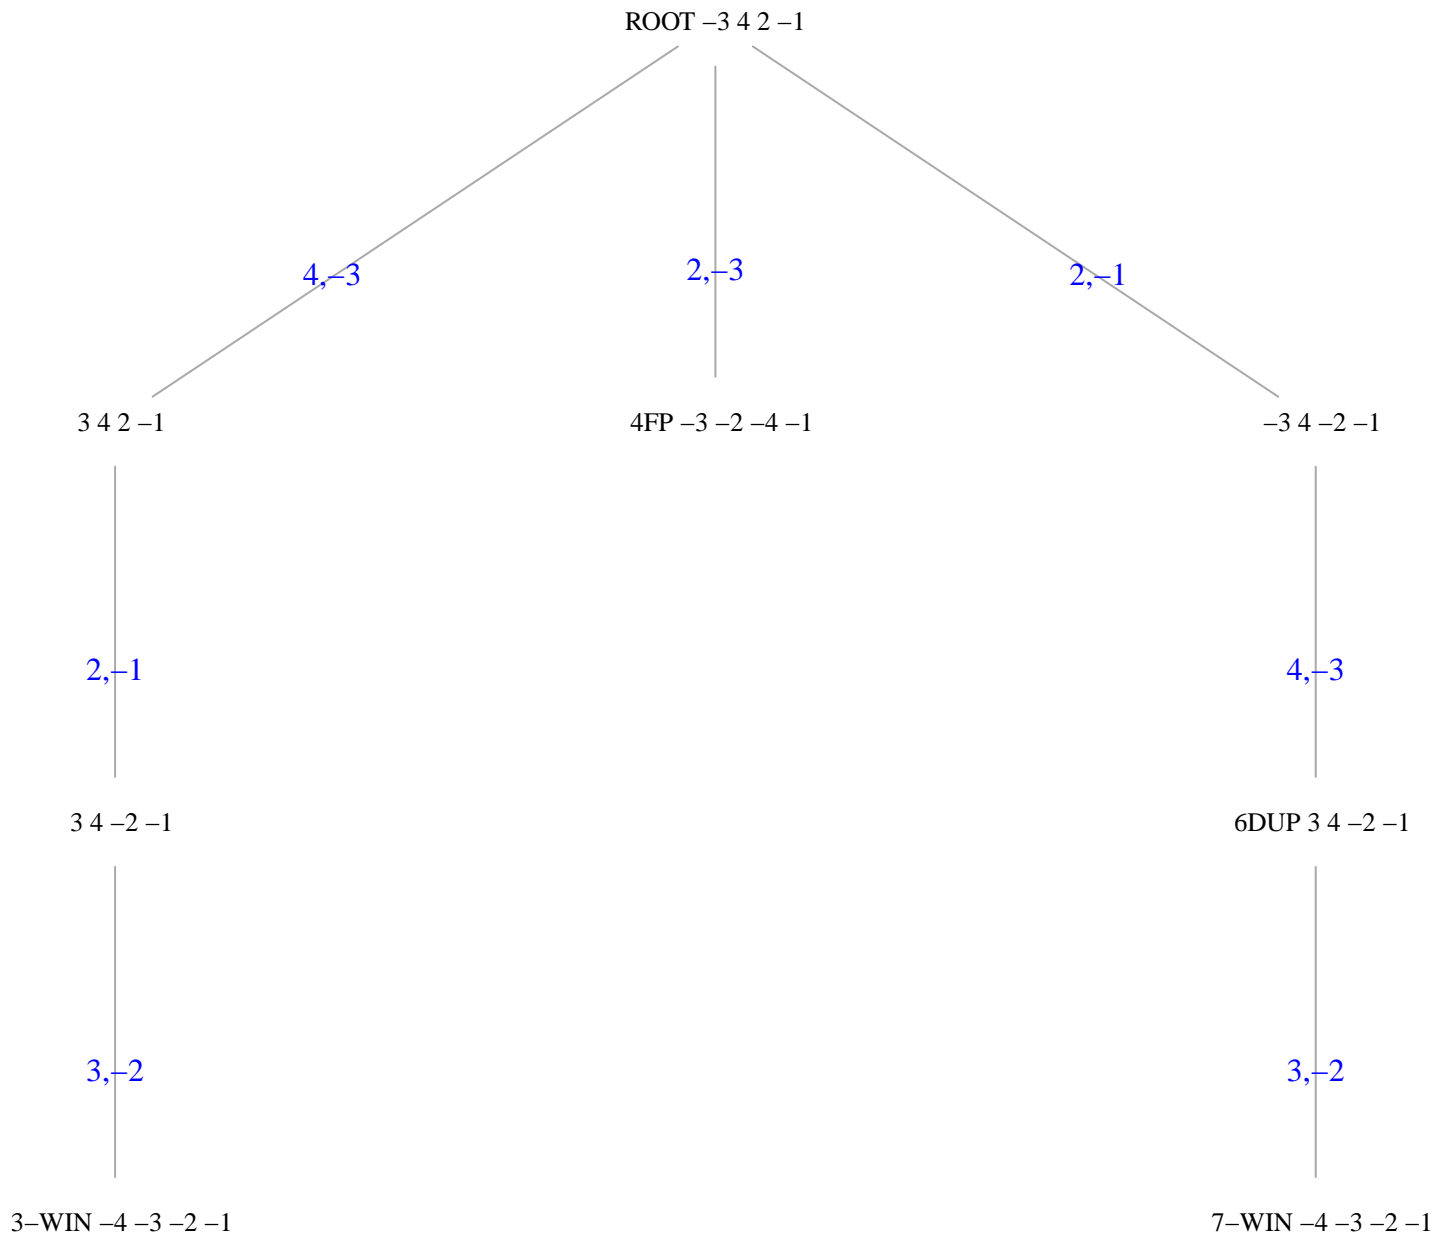 ROOT –3 4 2 –1
4,–3
2,–3
2,–1
3 4 2 –1
4FP –3 –2 –4 –1
–3 4 –2 –1
2,–1
4,–3
3 4 –2 –1
6DUP 3 4 –2 –1
3,–2
3,–2
3–WIN –4 –3 –2 –1
7–WIN –4 –3 –2 –1